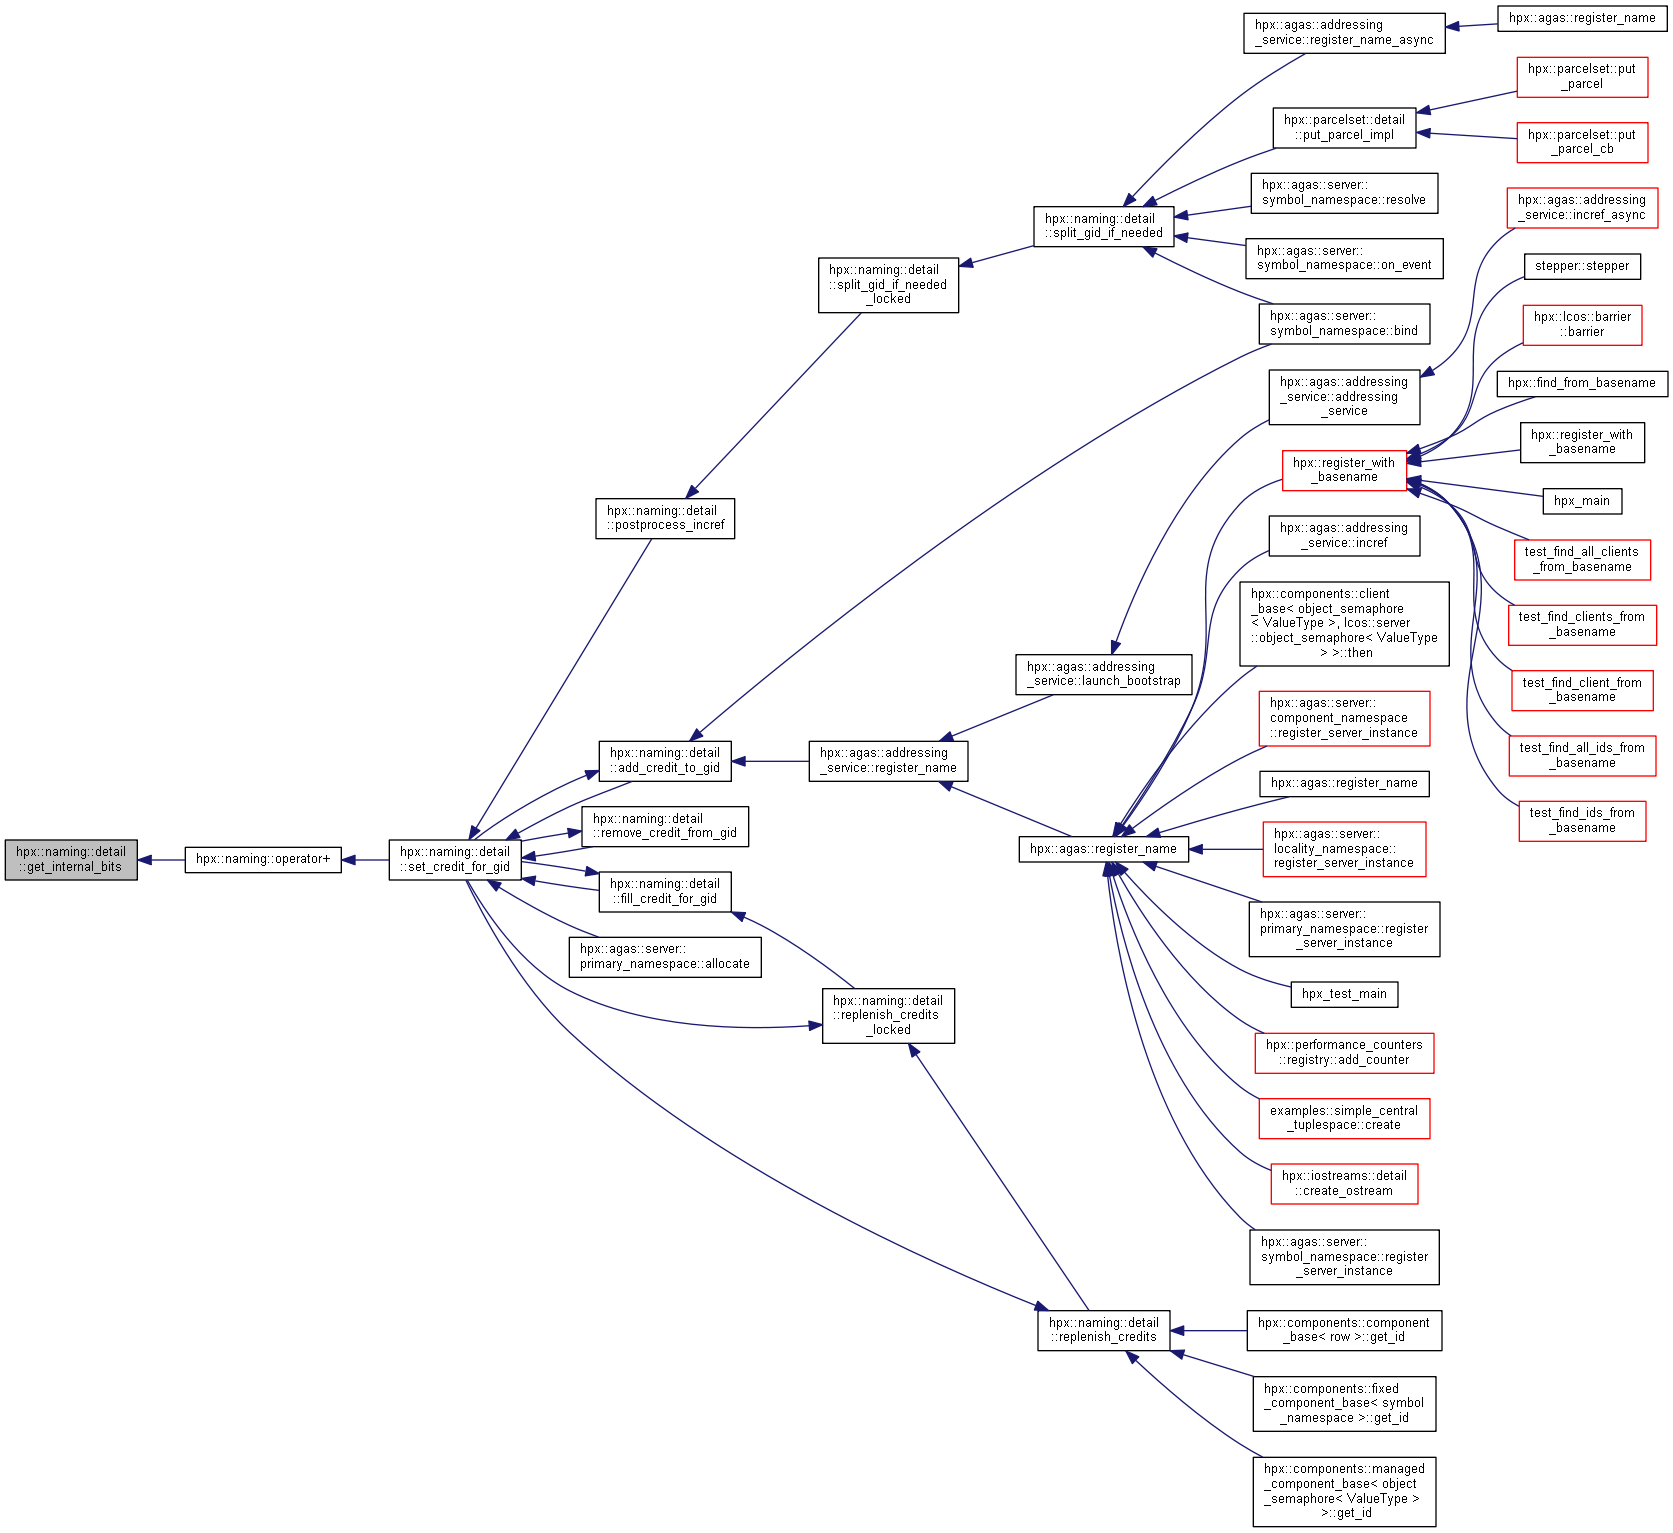 hpx::naming::detail
::get_internal_bits
hpx::naming::operator+
hpx::naming::detail
::set_credit_for_gid
hpx::naming::detail
::postprocess_incref
hpx::naming::detail
::add_credit_to_gid
hpx::naming::detail
::remove_credit_from_gid
hpx::naming::detail
::fill_credit_for_gid
hpx::agas::server::
primary_namespace::allocate
hpx::naming::detail
::split_gid_if_needed
_locked
hpx::agas::addressing
_service::register_name
hpx::naming::detail
::replenish_credits
_locked
hpx::naming::detail
::split_gid_if_needed
hpx::agas::addressing
_service::launch_bootstrap
hpx::agas::register_name
hpx::naming::detail
::replenish_credits
hpx::agas::addressing
_service::register_name_async
hpx::parcelset::detail
::put_parcel_impl
hpx::agas::server::
symbol_namespace::resolve
hpx::agas::server::
symbol_namespace::on_event
hpx::agas::server::
symbol_namespace::bind
hpx::agas::addressing
_service::addressing
_service
hpx::register_with
_basename
hpx::agas::addressing
_service::incref
hpx::components::client
_base< object_semaphore
< ValueType >, lcos::server
::object_semaphore< ValueType
> >::then
hpx::agas::server::
component_namespace
::register_server_instance
hpx::agas::register_name
hpx::agas::server::
locality_namespace::
register_server_instance
hpx::agas::server::
primary_namespace::register
_server_instance
hpx_test_main
hpx::performance_counters
::registry::add_counter
examples::simple_central
_tuplespace::create
hpx::iostreams::detail
::create_ostream
hpx::agas::server::
symbol_namespace::register
_server_instance
hpx::components::component
_base< row >::get_id
hpx::components::fixed
_component_base< symbol
_namespace >::get_id
hpx::components::managed
_component_base< object
_semaphore< ValueType >
>::get_id
hpx::agas::register_name
hpx::parcelset::put
_parcel
hpx::parcelset::put
_parcel_cb
hpx::agas::addressing
_service::incref_async
stepper::stepper
hpx::lcos::barrier
::barrier
hpx::find_from_basename
hpx::register_with
_basename
hpx_main
test_find_all_clients
_from_basename
test_find_clients_from
_basename
test_find_client_from
_basename
test_find_all_ids_from
_basename
test_find_ids_from
_basename